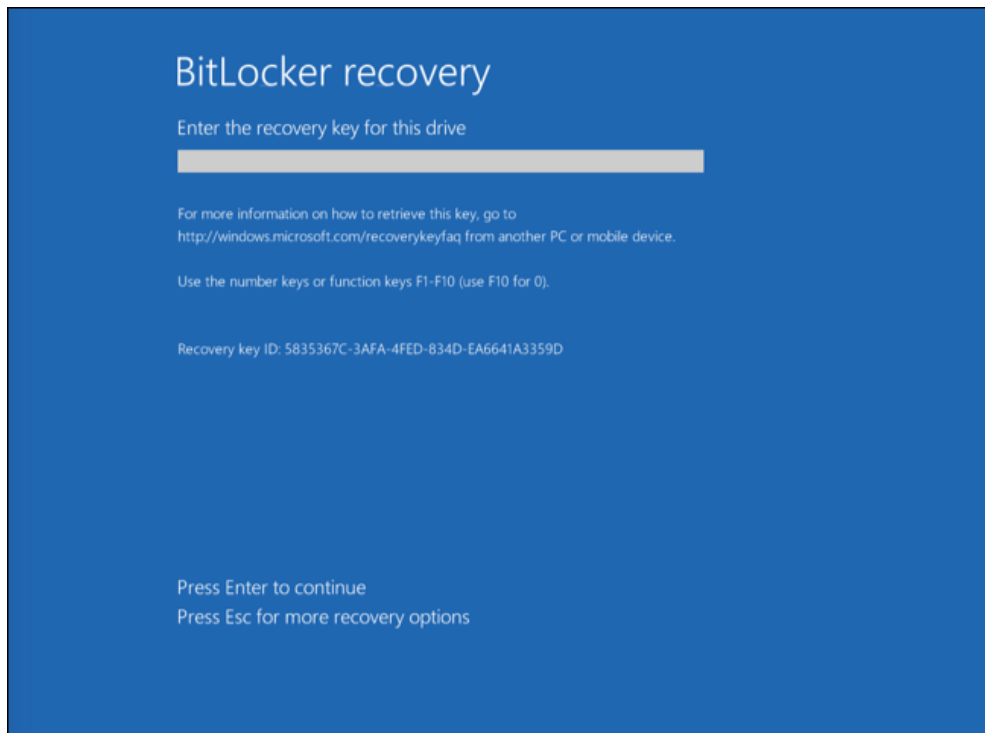 BitLocker recovery
Enter the recovery key for this drive
For more information on how to retrieve this key, go to
http://windows.microsoft.com/recoverykeyfaq from another PC or mobile device.
Use the number keys or function keys F1-F10 (use F10 for 0).
Recovery key ID: 5835367C-3AFA-4FED-834D-EA6641A3359D
Press Enter to continue
Press Esc for more recovery options